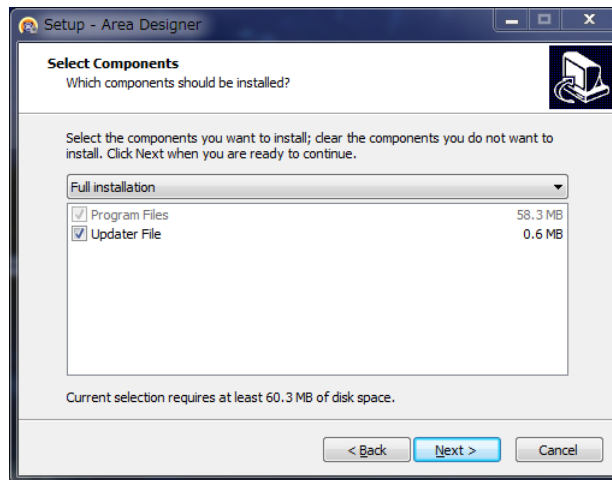 Setup - Area Designer
Select Components
Which components should be installed?
Select the components you want to install; clear the components you do not want to
install. Click Next when you are ready to continue.
Full installation
Program Files 58.3 MB
Updater File 0.6 MB
Current selection requires at least 60.3 MB of disk space.
< Back Next > Cancel